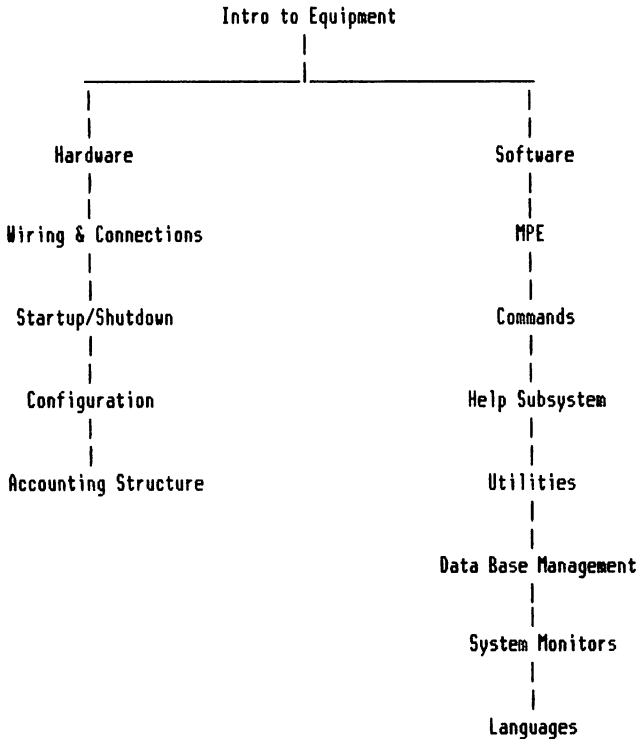 Intro to Equipment
Hardware
Software
Wiring & Connections
MPE
Startup/Shutdown
Commands
Configuration
Help Subsystem
Accounting Structure
Utilities
Data Base Management
System Monitors
Languages